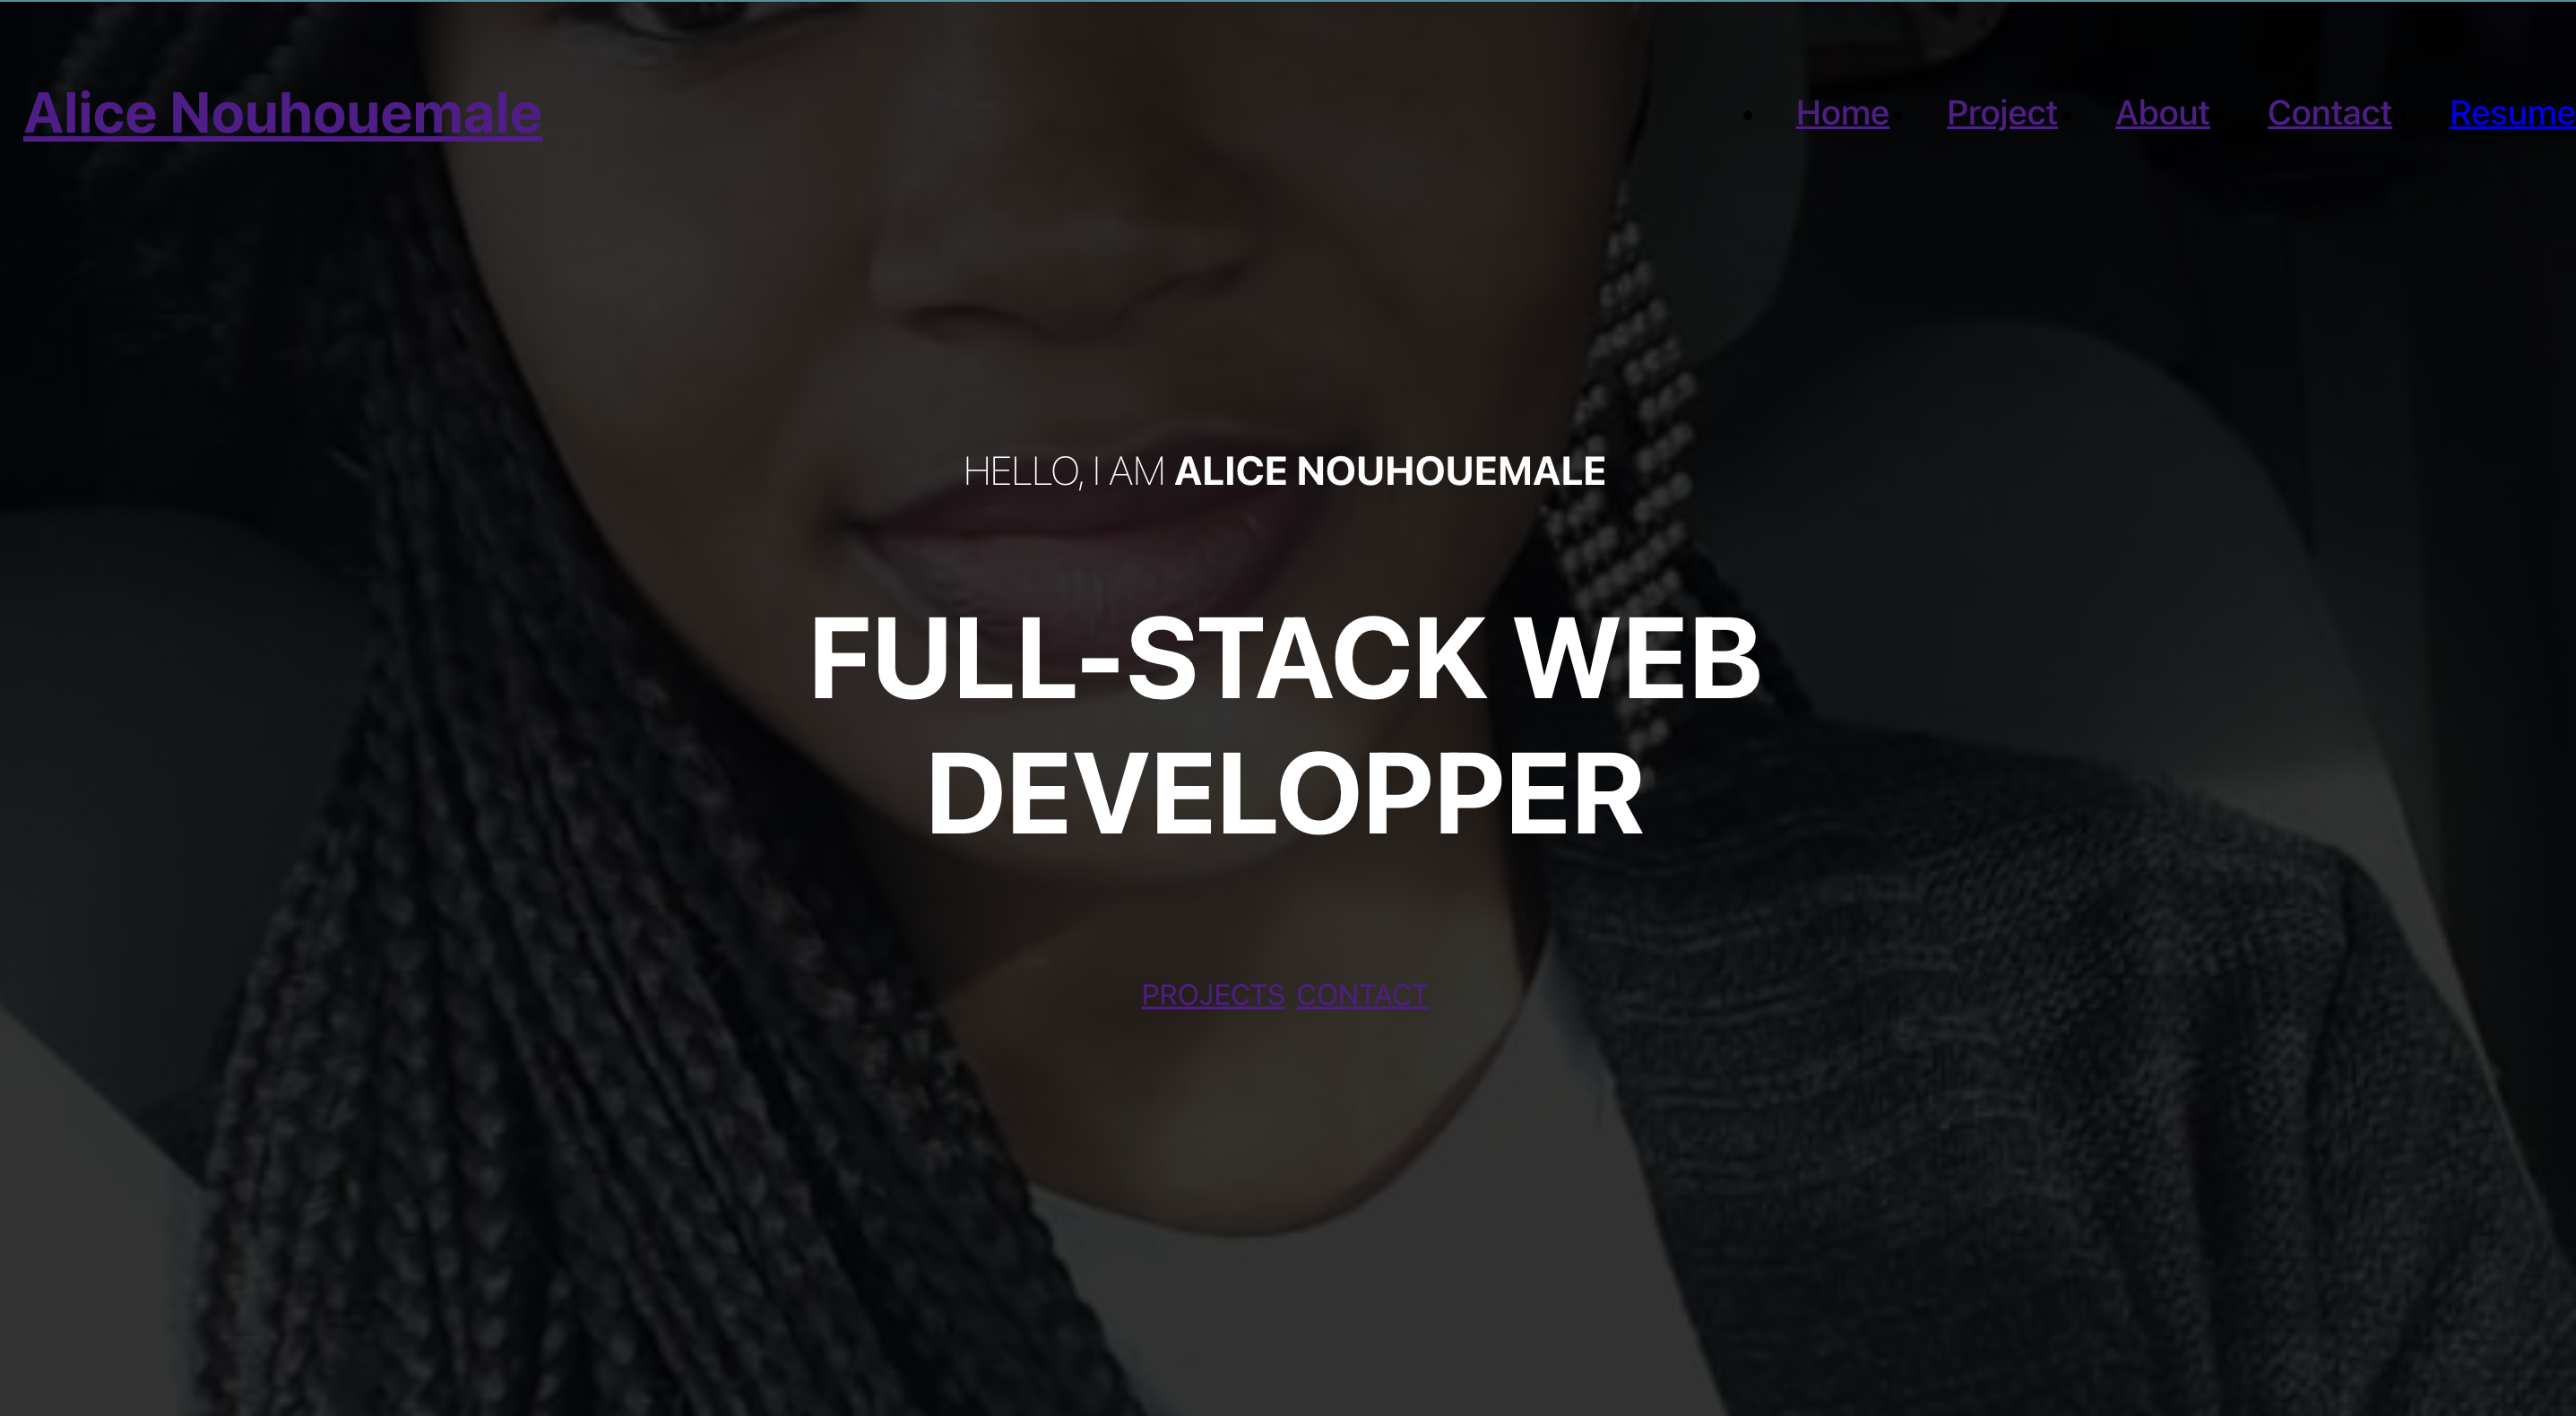 Alice Nouhouemale
Home Project About Contact Resume
HELLO, I AM ALICE NOUHOUEMALE
FULL-STACK WEB
DEVELOPPER
PROJECTS CONTACT